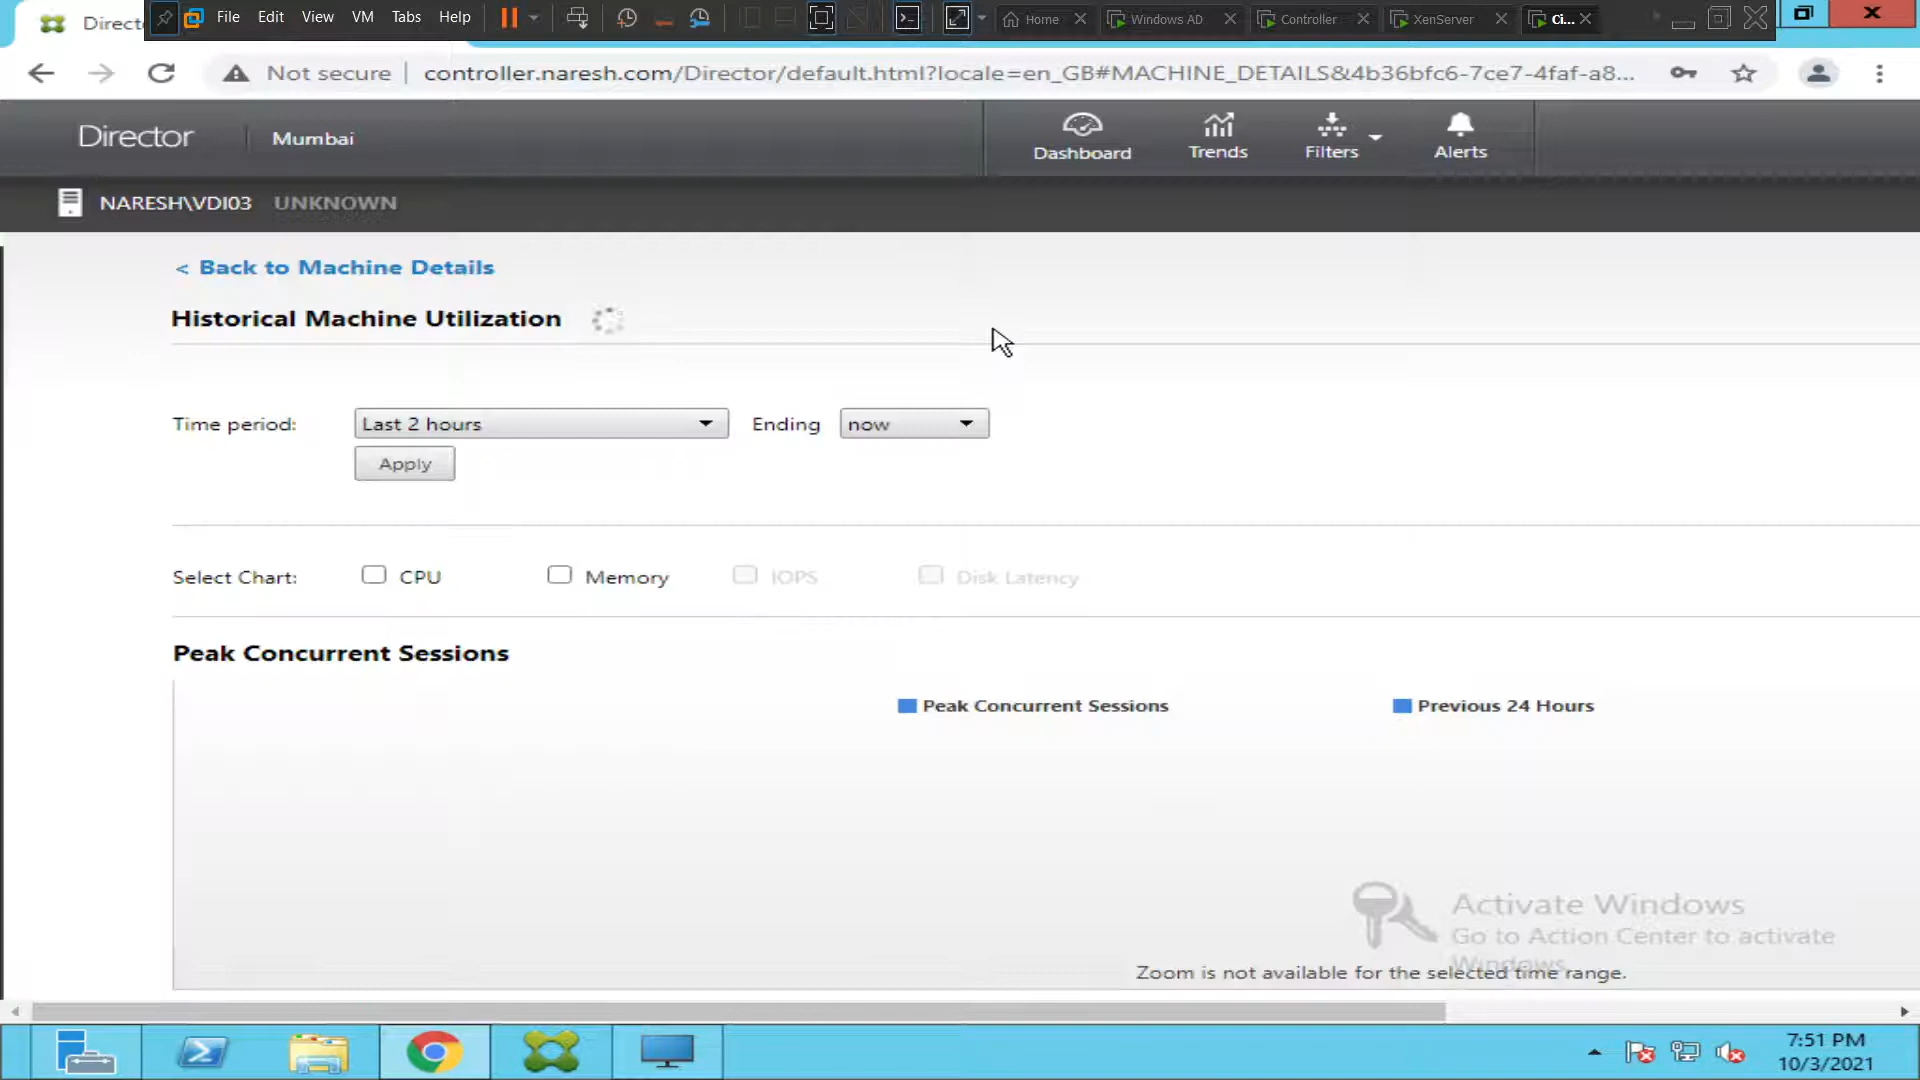 Directo
File Edit View VM Tabs Help
Home
Windows AD
Controller
XenServer
Ci...
Not secure | controller.naresh.com/Director/default.html?locale=en_GB#MACHINE_DETAILS&4b36bfc6-7ce7-4faf-a8...
Director
Mumbai
Dashboard
Trends
Filters
Alerts
NARESH\VDI03 UNKNOWN
< Back to Machine Details
Historical Machine Utilization
Time period: Last 2 hours Ending now
Apply
Select Chart: CPU Memory IOPS Disk Latency
Peak Concurrent Sessions
Peak Concurrent Sessions Previous 24 Hours
Activate Windows
Go to Action Center to activate
Windows.
Zoom is not available for the selected time range.
7:51 PM
10/3/2021